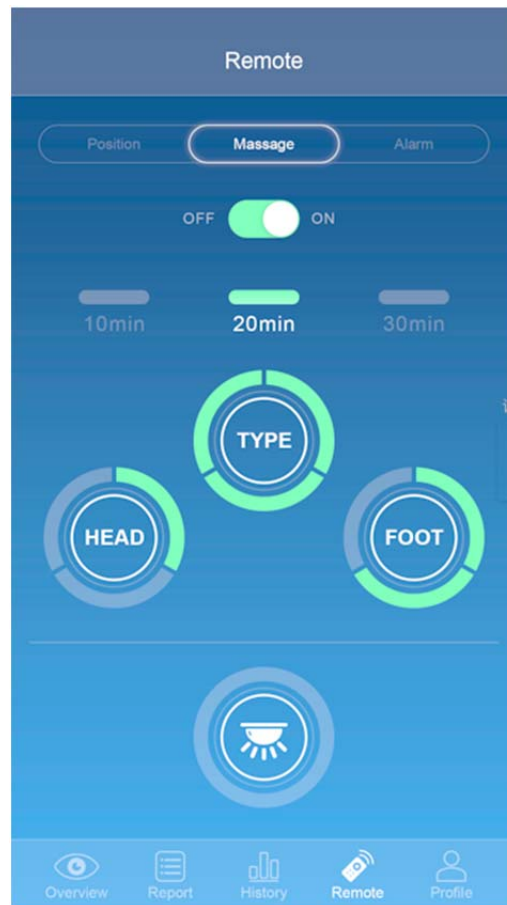 Remote
Position Massage Alarm
OFF ON
10min 20min 30min
TYPE
HEAD FOOT
Overview Report History Remote Profile